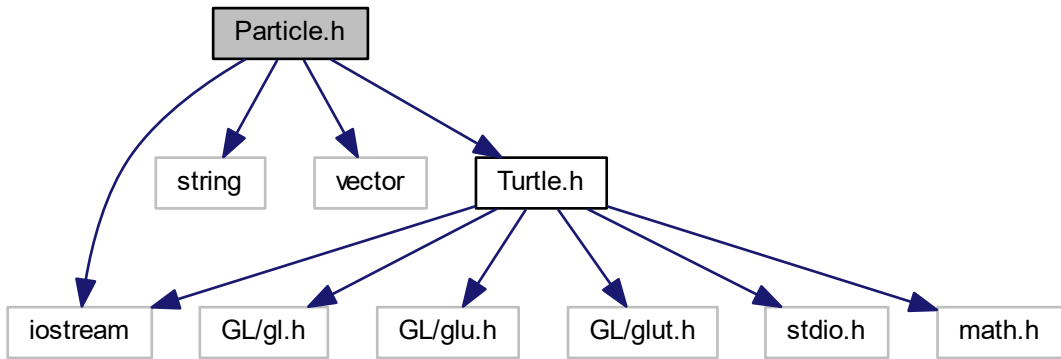 Particle.h
string
vector
Turtle.h
iostream
GL/gl.h
GL/glu.h
GL/glut.h
stdio.h
math.h